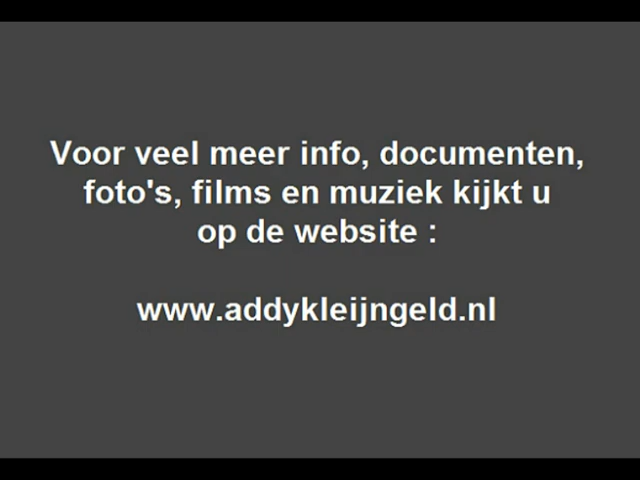 Voor veel meer info, documenten,
foto's, films en muziek kijkt u
op de website :
www.addykleijngeld.nl